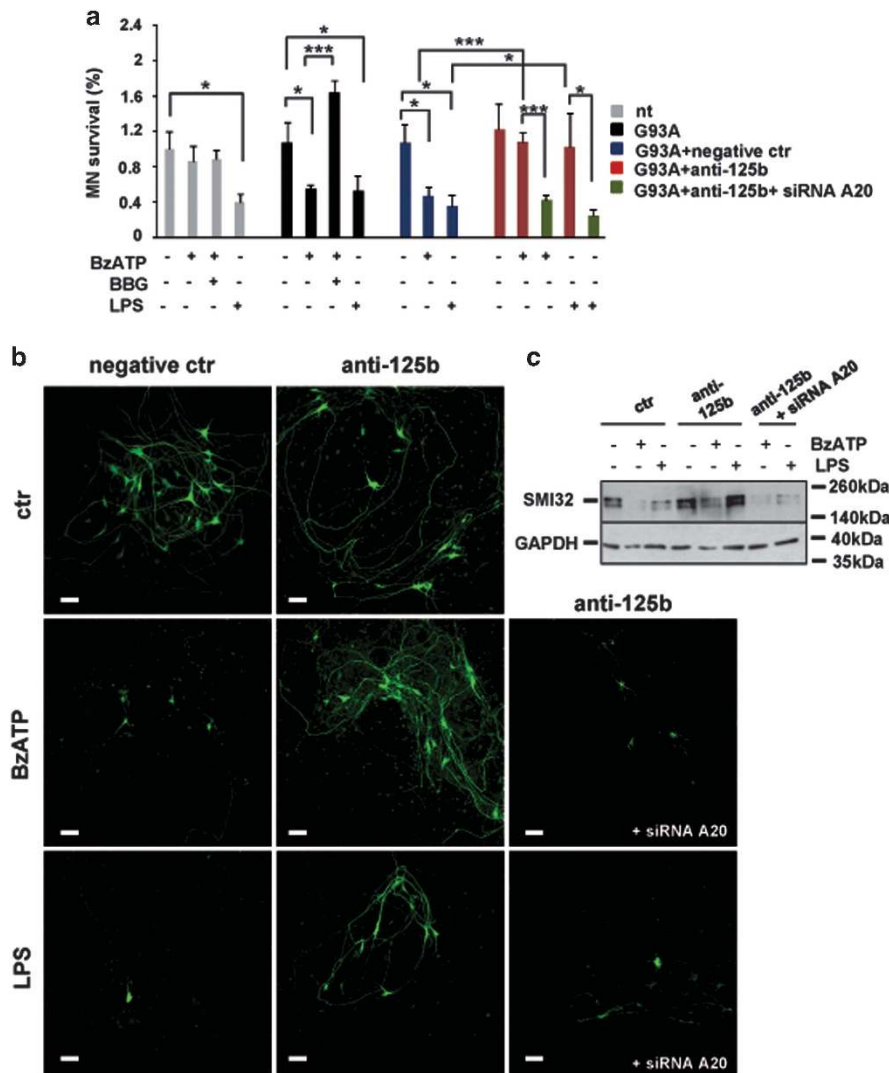 a
MN survival (%)
2.4
2
1.6
1.2
0.8
0.4
0
* * *** * *** * * * *** * *
nt
G93A
G93A+negative ctr
G93A+anti-125b
G93A+anti-125b+ siRNA A20
BzATP - + + - - + + - - + - - + + - -
BBG - - + - - - + - - - - - - - - -
LPS - - - + - - - + - - + - - - + +
b
negative ctr anti-125b
ctr
BzATP
LPS
anti-125b
+ siRNA A20
+ siRNA A20
c
ctr anti-125b anti-125b + siRNA A20
- + - - + - + - BzATP
- - + - - + - + LPS
SMI32 260kDa
140kDa
GAPDH 40kDa
35kDa